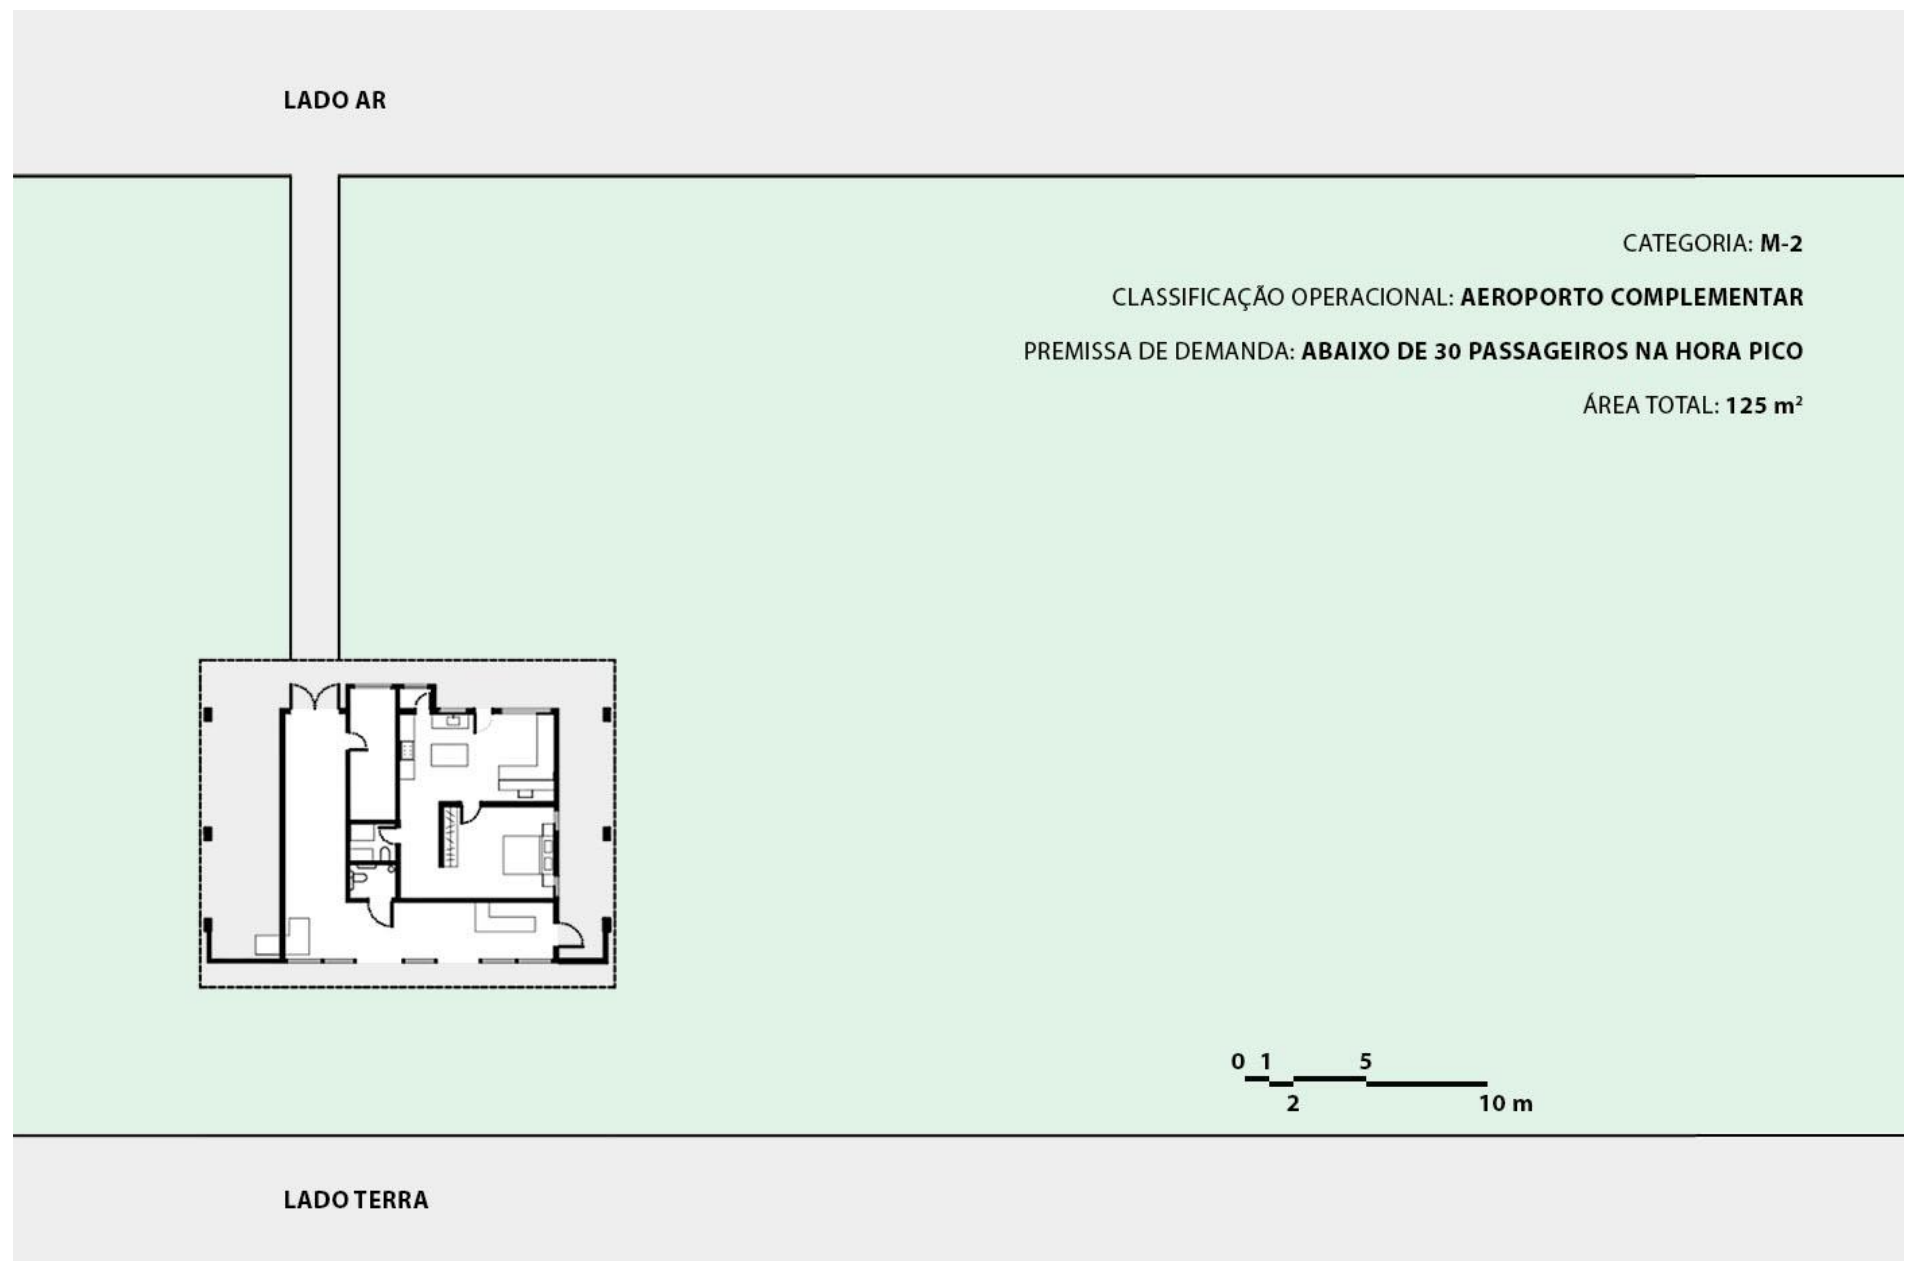 LADO AR
CATEGORIA: M-2
CLASSIFICAÇÃO OPERACIONAL: AEROPORTO COMPLEMENTAR
PREMISSA DE DEMANDA: ABAIXO DE 30 PASSAGEIROS NA HORA PICO
ÁREA TOTAL: 125 m²
0 1 5
2 10 m
LADO TERRA